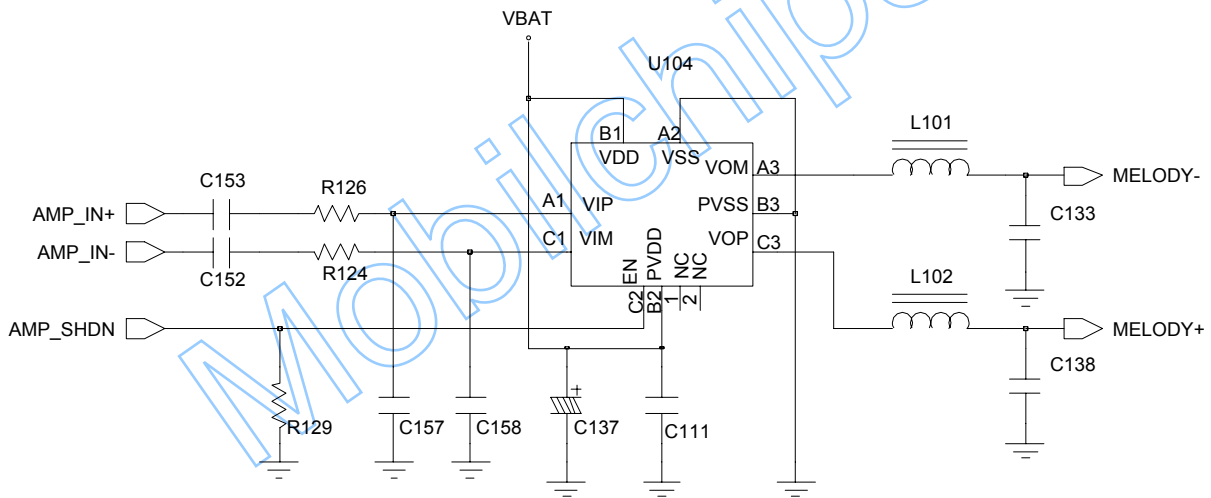 VBAT
U104
B1
A2
VDD
VSS
L101
VOM
A3
MELODY-
C153
R126
AMP_IN+
A1
VIP
PVSS
B3
C133
AMP_IN-
C1
VIM
VOP
C3
C152
R124
EN
PVDD
NC
NC
C2
B2
1
2
L102
AMP_SHDN
MELODY+
C138
+
R129
C157
C158
C137
C111
Mobilchips